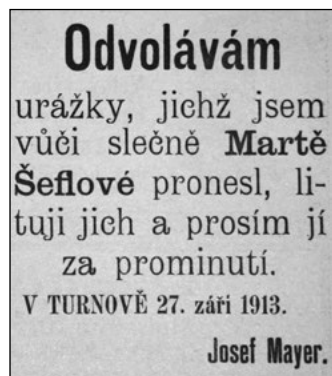 Odvolávám
urážky, jichž jsem
vůči slečně Martě
Šeflové pronesl, li-
tuji jich a prosím jí
za prominutí.
V TURNOVĚ 27. září 1913.
Josef Mayer.